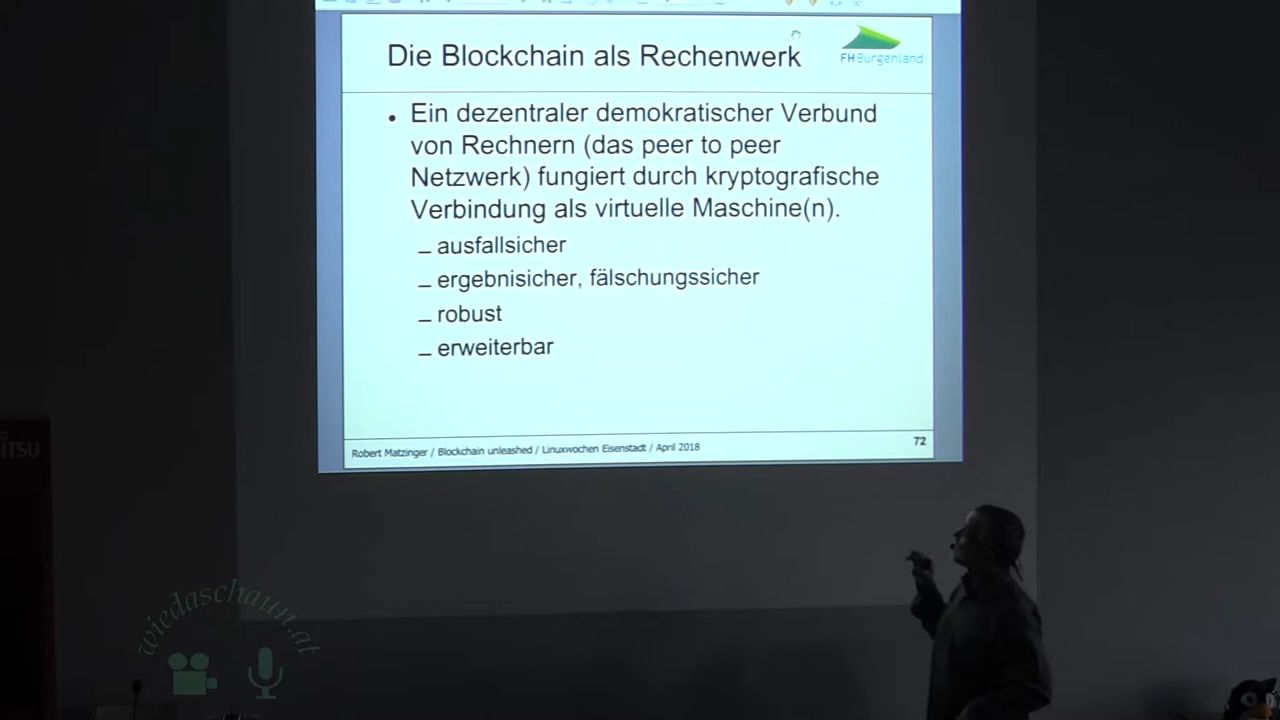 Die Blockchain als Rechenwerk
FHBurgenland
• Ein dezentraler demokratischer Verbund
von Rechnern (das peer to peer
Netzwerk) fungiert durch kryptografische
Verbindung als virtuelle Maschine(n).
– ausfallsicher
– ergebnisicher, fälschungssicher
– robust
– erweiterbar
Robert Matzinger / Blockchain unleashed / Linuxwochen Eisenstadt / April 2018
72
ITSU
wiedaschaun.at